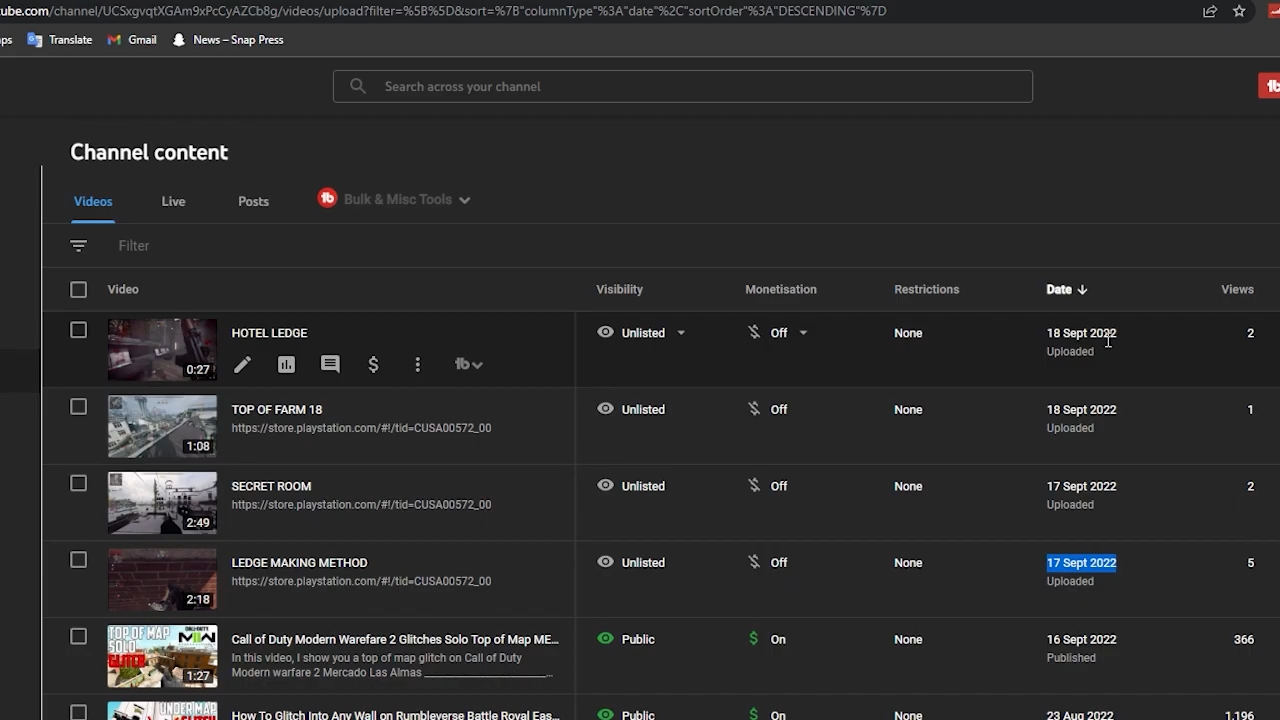 ube.com/channel/UCSxgvqtXGAm9xPcCyAZCb8g/videos/upload?filter=%5B%5D&sort=%7B"columnType"%3A"date"%2C"sortOrder"%3A"DESCENDING"%7D
ps Translate Gmail News – Snap Press
Search across your channel
Channel content
Videos Live Posts Bulk & Misc Tools
Filter
Video Visibility Monetisation Restrictions Date Views
HOTEL LEDGE Unlisted Off None 18 Sept 2022 2
Uploaded
0:27
TOP OF FARM 18 Unlisted Off None 18 Sept 2022 1
https://store.playstation.com/#!/tid=CUSA00572_00 Uploaded
1:08
SECRET ROOM Unlisted Off None 17 Sept 2022 2
https://store.playstation.com/#!/tid=CUSA00572_00 Uploaded
2:49
LEDGE MAKING METHOD Unlisted Off None 17 Sept 2022 5
https://store.playstation.com/#!/tid=CUSA00572_00 Uploaded
2:18
TOP OF MAP
SOLO
GLITCH
1:27
Call of Duty Modern Warefare 2 Glitches Solo Top of Map ME... Public On None 16 Sept 2022 366
In this video, I show you a top of map glitch on Call of Duty Published
Modern warfare 2 Mercado Las Almas ____________________...
UNDER MAP
How To Glitch Into Any Wall on Rumbleverse Battle Royal Eas... Public On None 23 Aug 2022 1,196